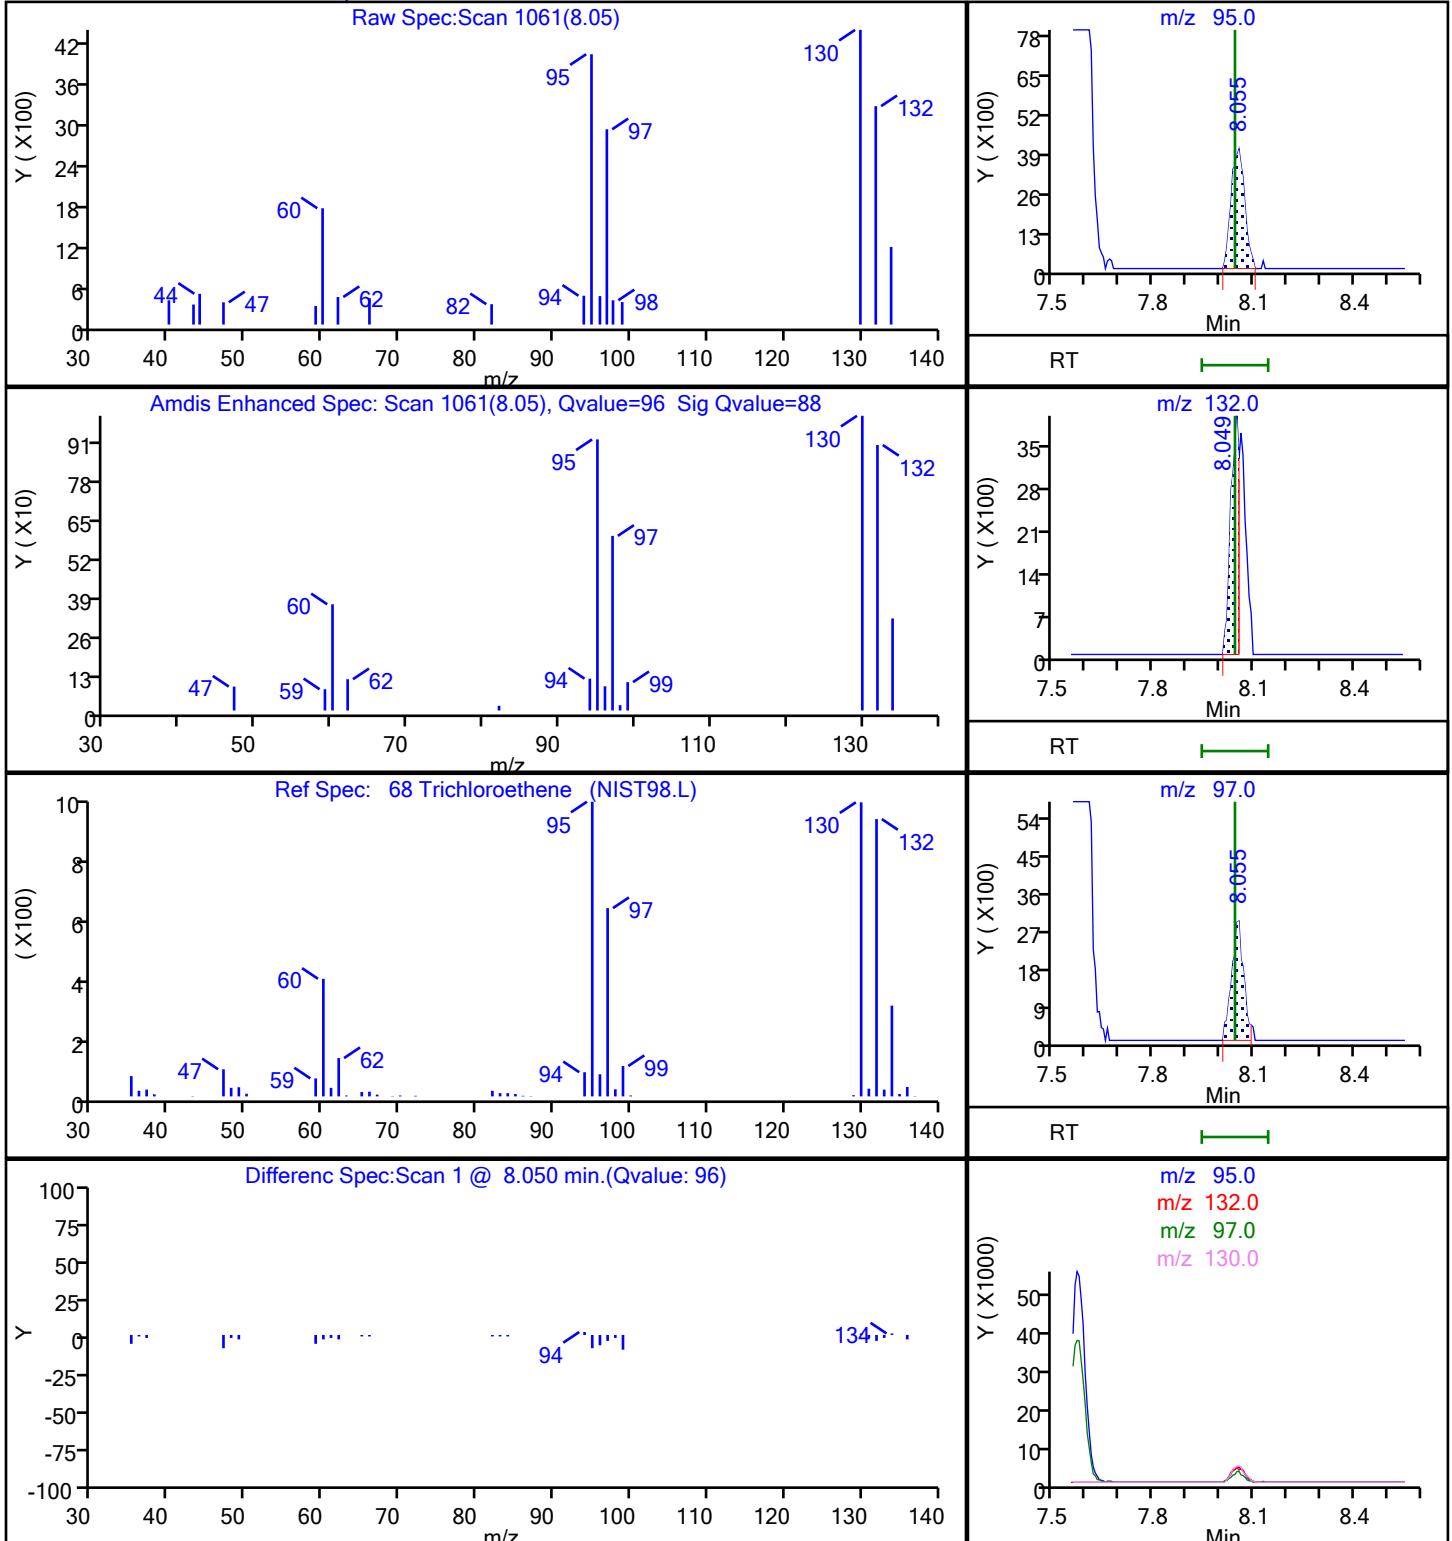 Raw Spec:Scan 1061(8.05)
Y ( X100)
42
36
30
24
18
12
6
0
44
47
60
62
82
94
95
97
98
130
132
30 40 50 60 70 80 90 100 110 120 130 140
m/z
m/z 95.0
Y ( X100)
78
65
52
39
26
13
0
8.055
7.5 7.8 8.1 8.4
Min
RT
Amdis Enhanced Spec: Scan 1061(8.05), Qvalue=96 Sig Qvalue=88
Y ( X10)
91
78
65
52
39
26
13
0
47
59
60
62
94
95
97
99
130
132
30 50 70 90 110 130
m/z
m/z 132.0
Y ( X100)
35
28
21
14
7
0
8.049
7.5 7.8 8.1 8.4
Min
RT
Ref Spec: 68 Trichloroethene (NIST98.L)
( X100)
10
8
6
4
2
0
47
59
60
62
94
95
97
99
130
132
30 40 50 60 70 80 90 100 110 120 130 140
m/z 97.0
Y ( X100)
54
45
36
27
18
9
0
8.055
7.5 7.8 8.1 8.4
Min
RT
Differenc Spec:Scan 1 @ 8.050 min.(Qvalue: 96)
Y
100
75
50
25
0
-25
-50
-75
-100
94
134
30 40 50 60 70 80 90 100 110 120 130 140
m/z
m/z 95.0
m/z 132.0
m/z 97.0
m/z 130.0
Y ( X1000)
50
40
30
20
10
0
7.5 7.8 8.1 8.4
Min